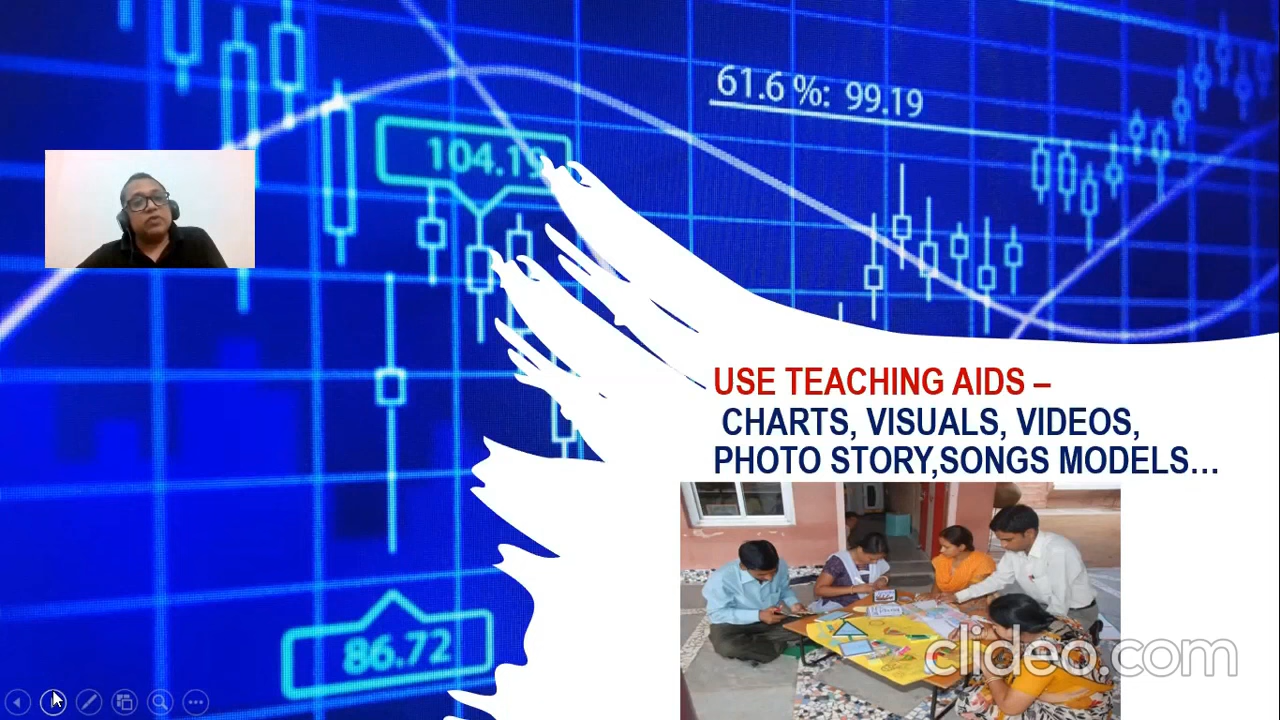 61.6 %: 99.19
104.19
USE TEACHING AIDS –
CHARTS, VISUALS, VIDEOS,
PHOTO STORY,SONGS MODELS...
86.72
clideo.com